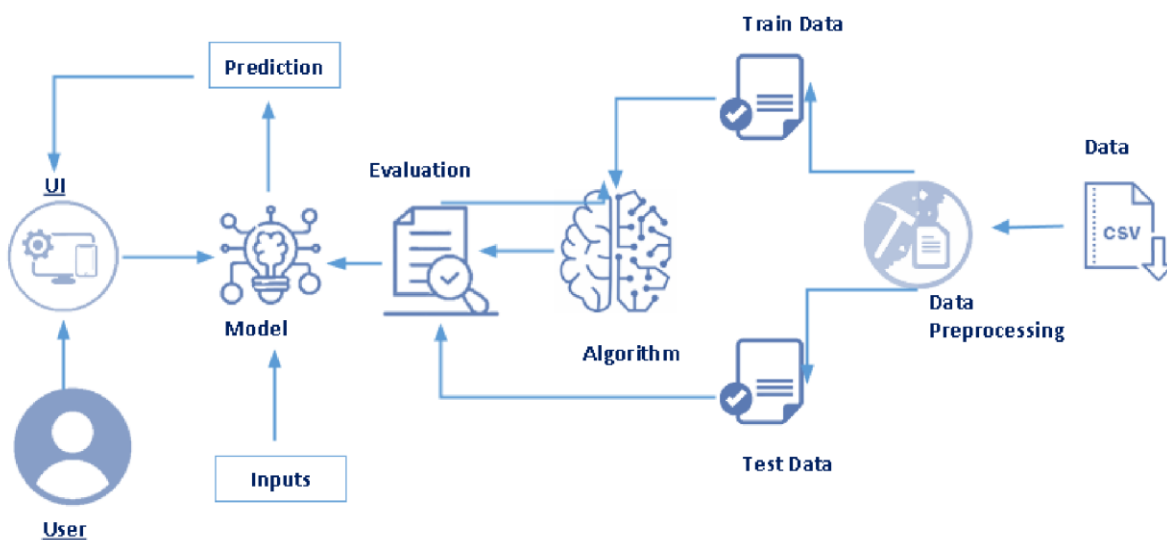 Train Data
Prediction
Data
Evaluation
UI
CSV
Data
Preprocessing
Model
Algorithm
Inputs
Test Data
User